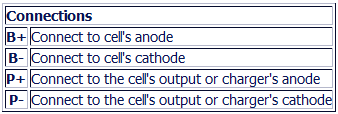 Connections
B+ Connect to cell's anode
B- Connect to cell's cathode
P+ Connect to the cell's output or charger's anode
P- Connect to the cell's output or charger's cathode